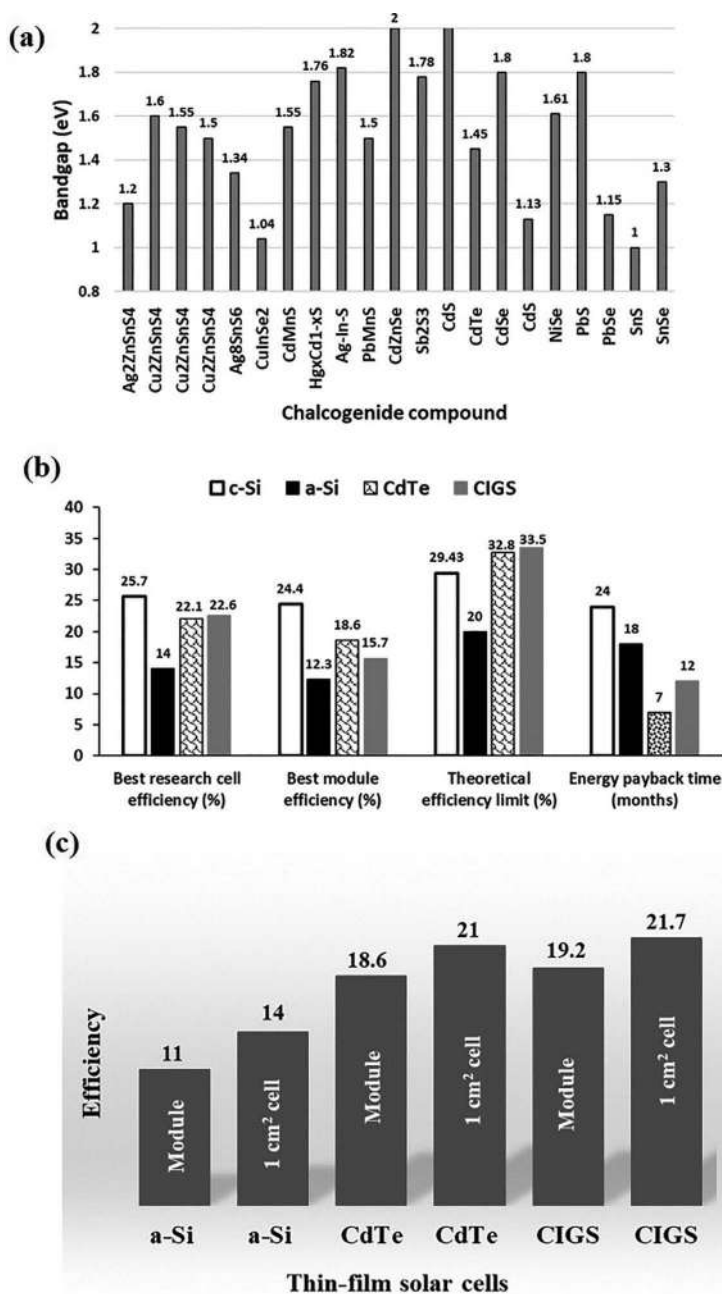 (a)
Bandgap (eV)
2
1.8
1.6
1.4
1.2
1
0.8
1.2
1.6
1.55
1.5
1.34
1.04
1.55
1.76
1.82
1.5
2
1.78
1.45
1.8
1.13
1.61
1.8
1.15
1
1.3
Ag2ZnSnS4
Cu2ZnSnS4
Cu2ZnSnS4
Cu2ZnSnS4
Ag8SnS6
CuInSe2
CdMnS
HgxCd1-xS
Ag-In-S
PbMnS
CdZnSe
Sb2S3
CdS
CdTe
CdSe
CdS
NiSe
PbS
PbSe
SnS
SnSe
Chalcogenide compound
(b)
c-Si a-Si CdTe CIGS
40
35
30
25
20
15
10
5
0
25.7
14
22.1
22.6
24.4
12.3
18.6
15.7
29.43
20
32.8
33.5
24
18
7
12
Best research cell
efficiency (%)
Best module
efficiency (%)
Theoretical
efficiency limit (%)
Energy payback time
(months)
(c)
Efficiency
11
14
18.6
21
19.2
21.7
Module
1 cm² cell
Module
1 cm² cell
Module
1 cm² cell
a-Si a-Si CdTe CdTe CIGS CIGS
Thin-film solar cells